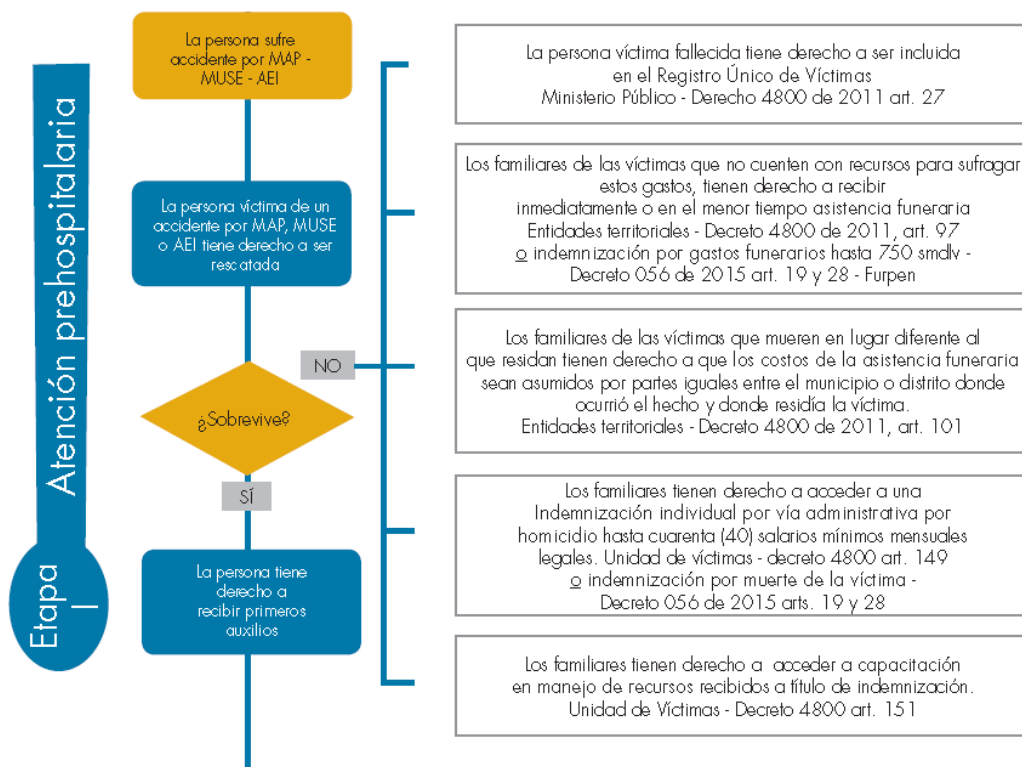 Atención prehospitalaria
Etapa
I
La persona sufre
accidente por MAP -
MUSE - AEI
La persona víctima de un
accidente por MAP, MUSE
o AEI tiene derecho a ser
rescatada
¿Sobrevive?
NO
SÍ
La persona tiene
derecho a
recibir primeros
auxilios
La persona víctima fallecida tiene derecho a ser incluida
en el Registro Único de Víctimas
Ministerio Público - Derecho 4800 de 2011 art. 27
Los familiares de las víctimas que no cuenten con recursos para sufragar
estos gastos, tienen derecho a recibir
inmediatamente o en el menor tiempo asistencia funeraria
Entidades territoriales - Decreto 4800 de 2011, art. 97
o indemnización por gastos funerarios hasta 750 smdlv -
Decreto 056 de 2015 art. 19 y 28 - Furpen
Los familiares de las víctimas que mueren en lugar diferente al
que residan tienen derecho a que los costos de la asistencia funeraria
sean asumidos por partes iguales entre el municipio o distrito donde
ocurrió el hecho y donde residía la víctima.
Entidades territoriales - Decreto 4800 de 2011, art. 101
Los familiares tienen derecho a acceder a una
Indemnización individual por vía administrativa por
homicidio hasta cuarenta (40) salarios mínimos mensuales
legales. Unidad de víctimas - decreto 4800 art. 149
o indemnización por muerte de la víctima -
Decreto 056 de 2015 arts. 19 y 28
Los familiares tienen derecho a acceder a capacitación
en manejo de recursos recibidos a título de indemnización.
Unidad de Víctimas - Decreto 4800 art. 151